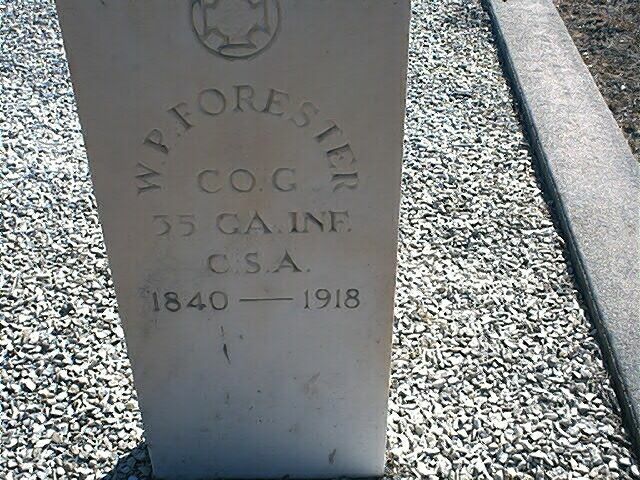 W.P. FORESTER
CO. G
35 GA. INF.
C.S.A.
1840 — 1918